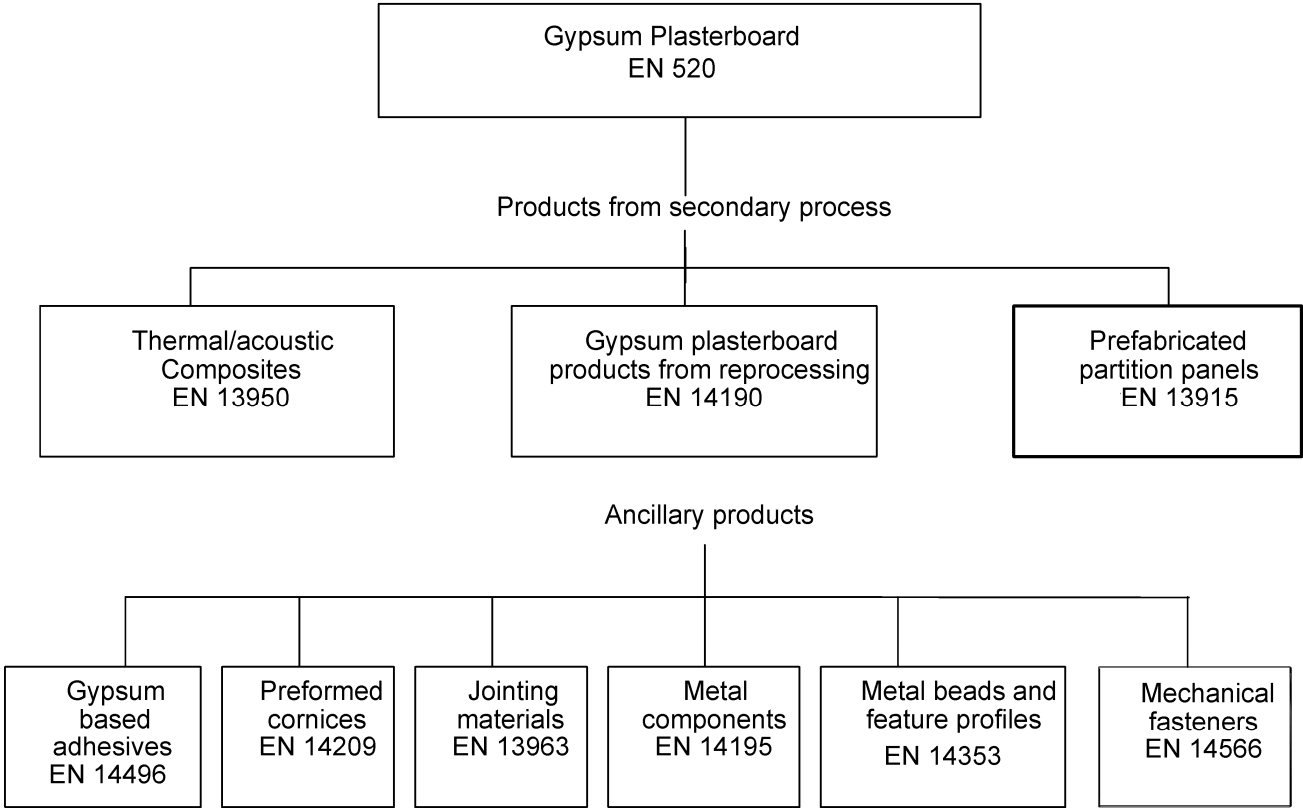 Gypsum Plasterboard
EN 520
Products from secondary process
Thermal/acoustic
Composites
EN 13950
Gypsum plasterboard
products from reprocessing
EN 14190
Prefabricated
partition panels
EN 13915
Ancillary products
Gypsum
based
adhesives
EN 14496
Preformed
cornices
EN 14209
Jointing
materials
EN 13963
Metal
components
EN 14195
Metal beads and
feature profiles
EN 14353
Mechanical
fasteners
EN 14566